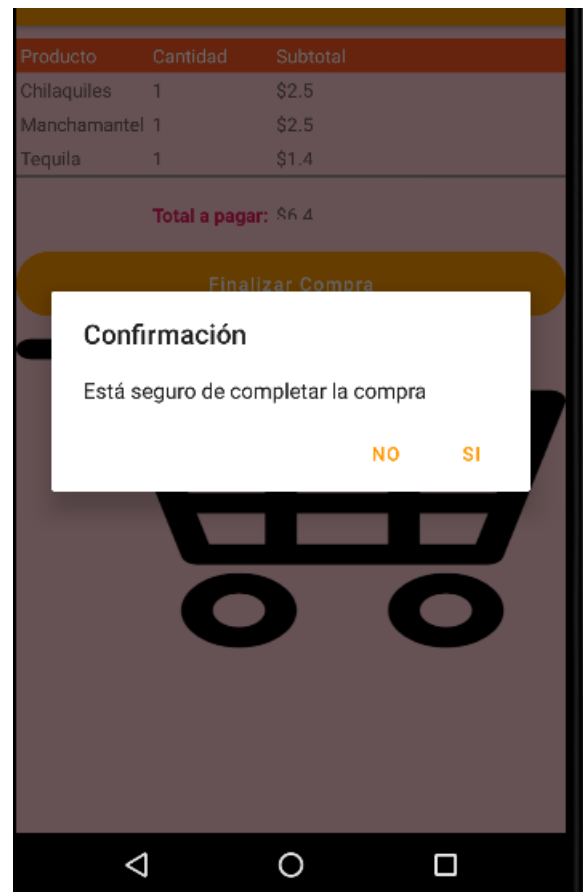 Producto Cantidad Subtotal
Chilaquiles 1 $2.5
Manchamantel 1 $2.5
Tequila 1 $1.4
Total a pagar: $6.4
Finalizar Compra
Confirmación
Está seguro de completar la compra
NO SI